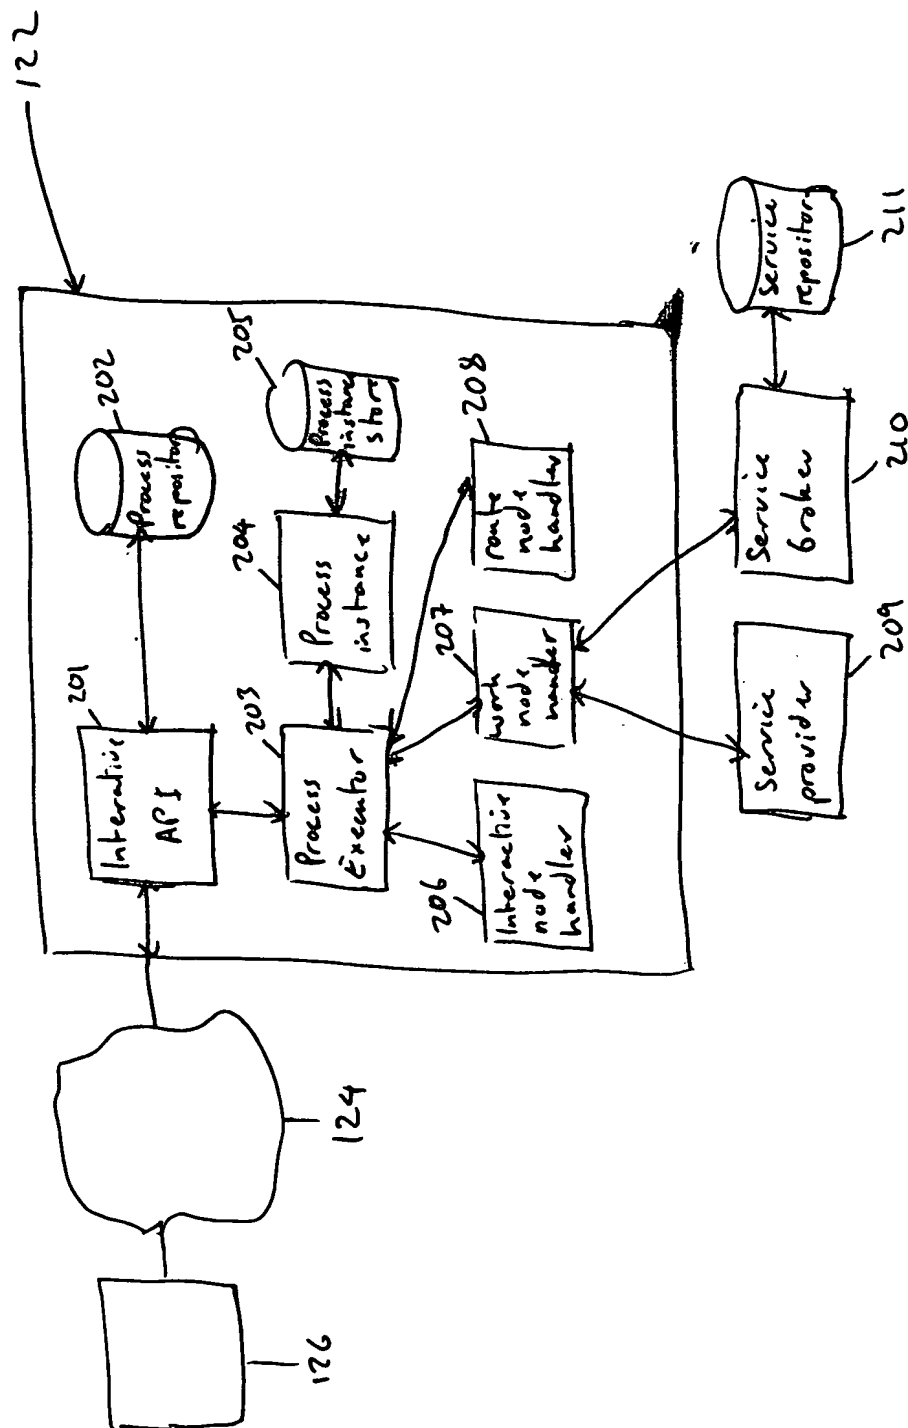 122
201
202
Interative
API
Process
repository
203
204
205
Process
Executor
Process
instance
Process
instance
store
126
124
206
207
208
Interactive
node
handler
work
node
handler
route
node
handler
Service
provider
Service
broker
Service
repository
209
210
211